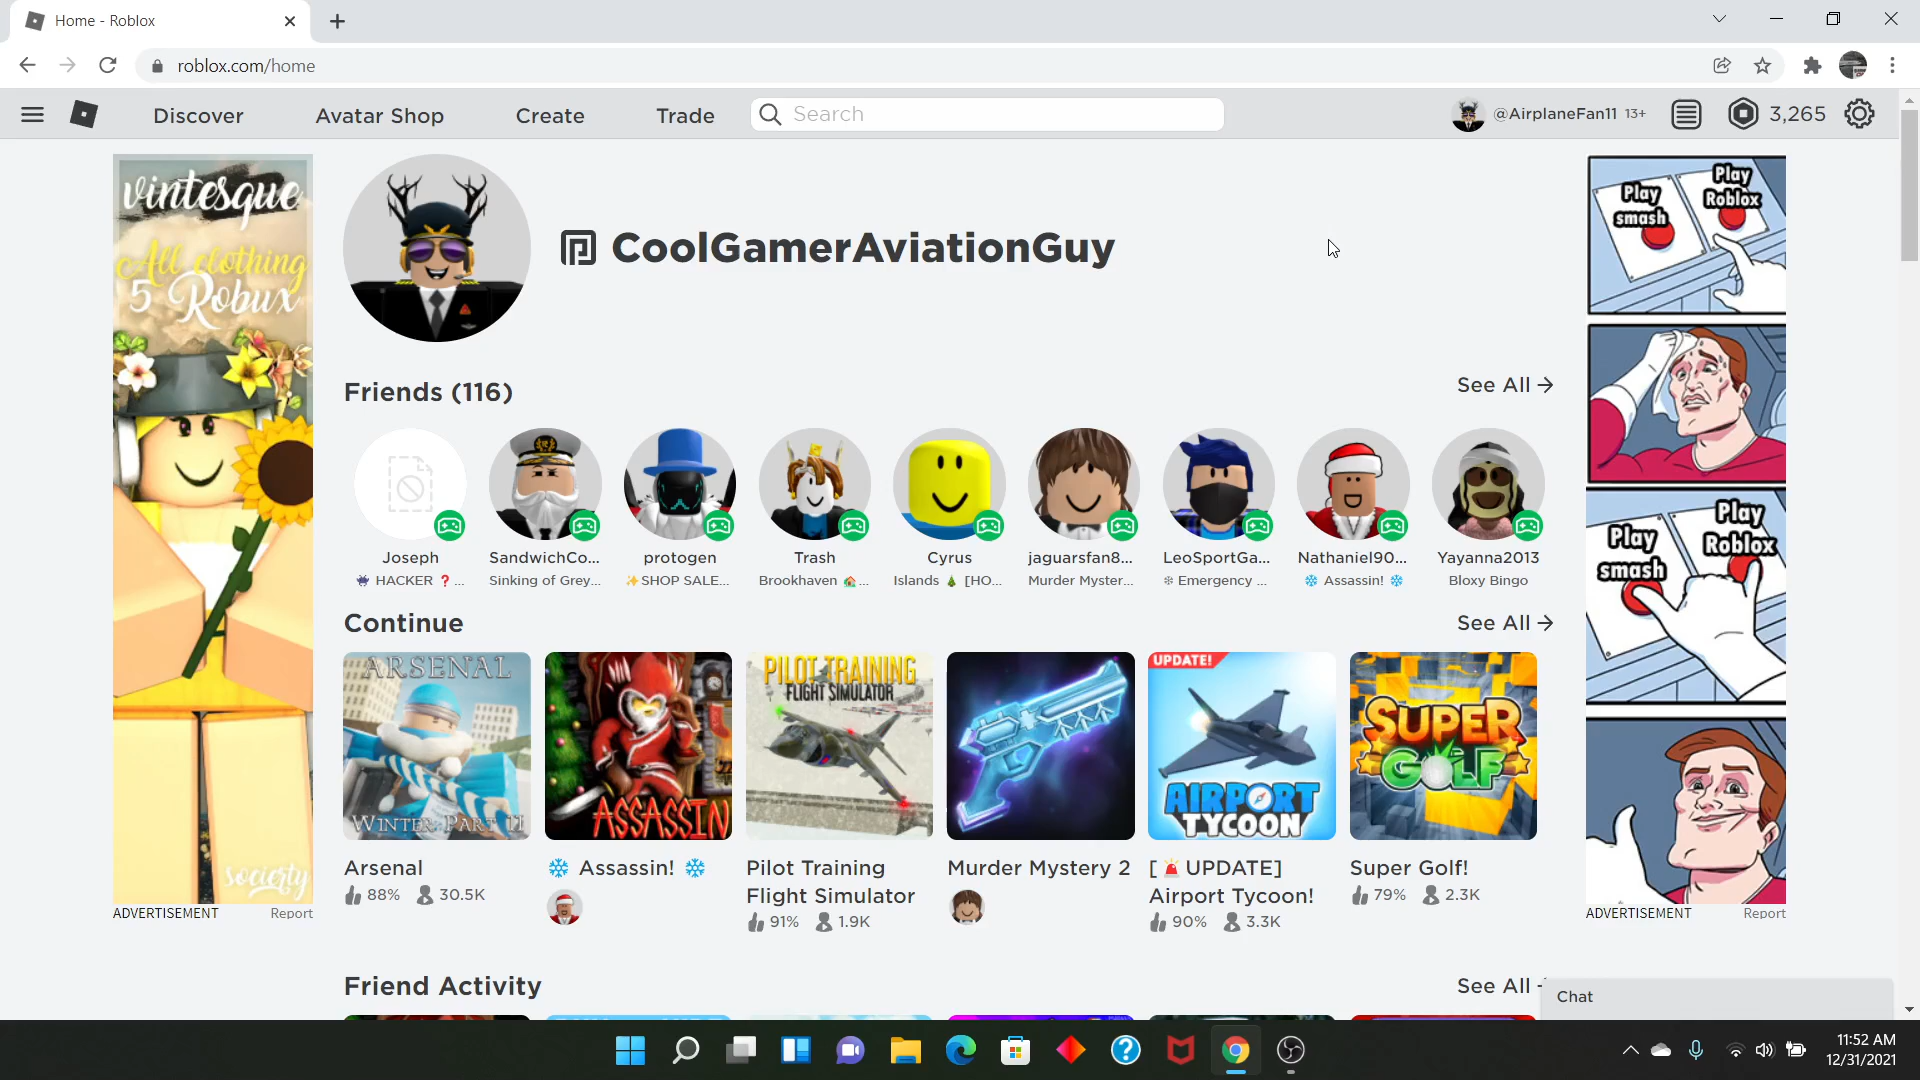 Home - Roblox
roblox.com/home
Discover
Avatar Shop
Create
Trade
Search
@AirplaneFan11 13+
3,265
vintesque
All clothing
5 Robux
socierty
ADVERTISEMENT
Report
CoolGamerAviationGuy
Friends (116)
See All →
Joseph
SandwichCo...
protogen
Trash
Cyrus
jaguarsfan8...
LeoSportGa...
Nathaniel90...
Yayanna2013
👾 HACKER ❓ ...
Sinking of Grey...
✨SHOP SALE...
Brookhaven 🏠...
Islands 🎄 [HO...
Murder Myster...
❄ Emergency ...
❄ Assassin! ❄
Bloxy Bingo
Continue
See All →
ARSENAL
WINTER: PART II
ASSASSIN
PILOT TRAINING
FLIGHT SIMULATOR
UPDATE!
AIRPORT
TYCOON
SUPER
GOLF
Arsenal
88% 30.5K
❄ Assassin! ❄
Pilot Training
Flight Simulator
91% 1.9K
Murder Mystery 2
[🚨UPDATE]
Airport Tycoon!
90% 3.3K
Super Golf!
79% 2.3K
Friend Activity
See All →
Play
smash
Play
Roblox
Play
smash
Play
Roblox
ADVERTISEMENT
Report
Chat
11:52 AM
12/31/2021